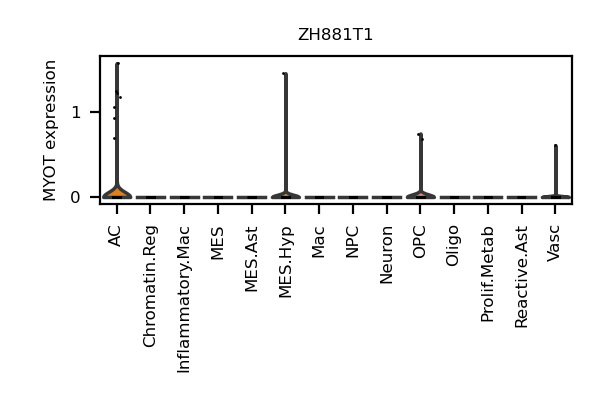 ZH881T1
MYOT expression
1
0
AC
Chromatin.Reg
Inflammatory.Mac
MES
MES.Ast
MES.Hyp
Mac
NPC
Neuron
OPC
Oligo
Prolif.Metab
Reactive.Ast
Vasc